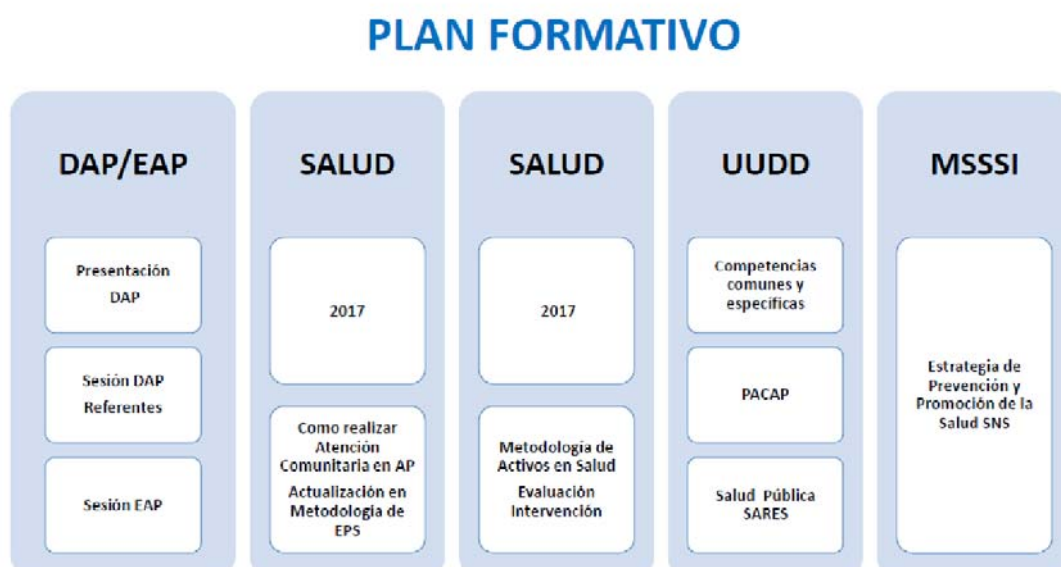 PLAN FORMATIVO
DAP/EAP
Presentación
DAP
Sesión DAP
Referentes
Sesión EAP
SALUD
2017
Como realizar
Atención
Comunitaria en AP
Actualización en
Metodología de
EPS
SALUD
2017
Metodología de
Activos en Salud
Evaluación
Intervención
UUDD
Competencias
comunes y
específicas
PACAP
Salud Pública
SARES
MSSSI
Estrategia de
Prevención y
Promoción de la
Salud SNS